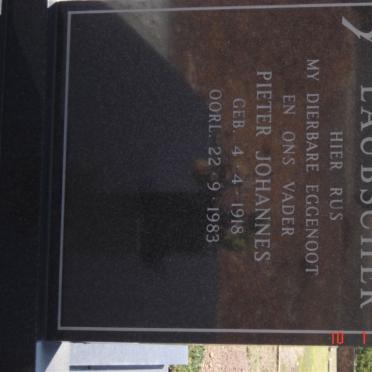 LAUBSCHER
HIER RUS
MY DIERBARE EGGENOOT
EN ONS VADER
PIETER JOHANNES
GEB. 4·4·1918
OORL. 22·9·1983
10